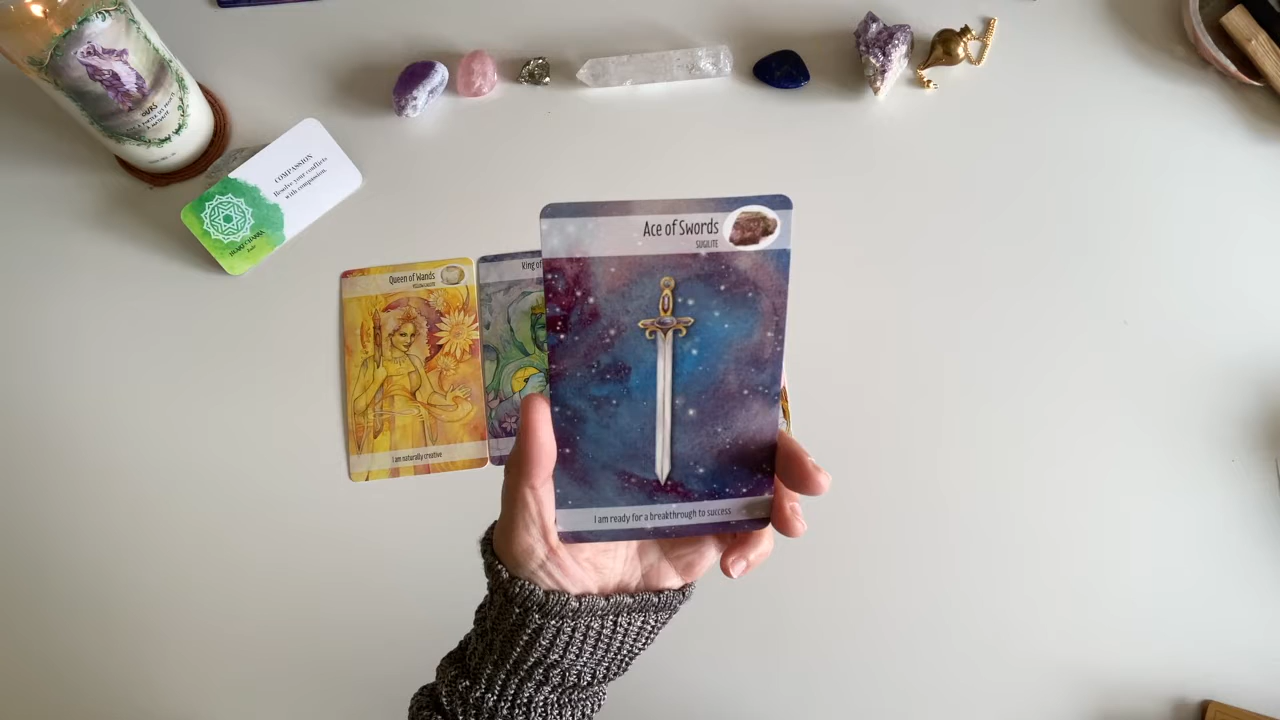 OURS
COMPASSION
Resolve your conflicts
with compassion.
HEART CHAKRA
Queen of Wands
I am naturally creative
King of
Ace of Swords
SUGILITE
I am ready for a breakthrough to success